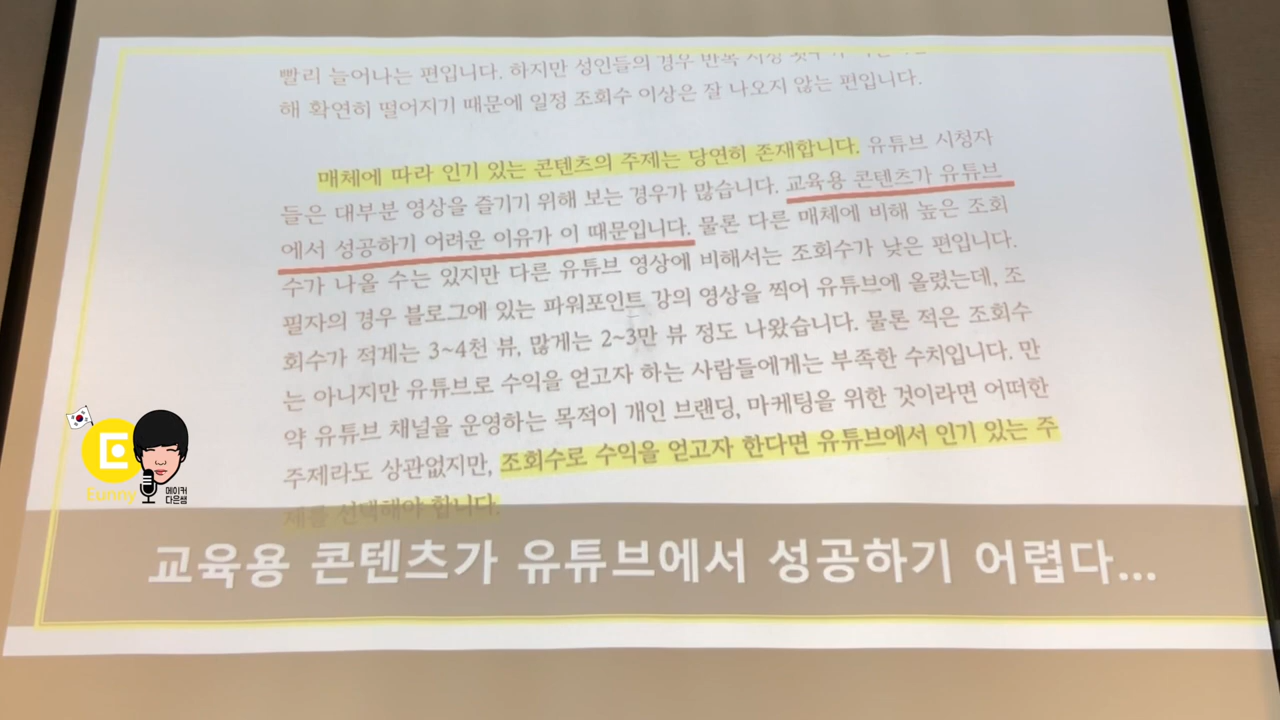 빨리 늘어나는 편입니다. 하지만 성인들의 경우 반복
해 확연히 떨어지기 때문에 일정 조회수 이상은 잘 나오지 않는 편입니다.
매체에 따라 인기 있는 콘텐츠의 주제는 당연히 존재합니다. 유튜브 시청자
들은 대부분 영상을 즐기기 위해 보는 경우가 많습니다. 교육용 콘텐츠가 유튜브
에서 성공하기 어려운 이유가 이 때문입니다. 물론 다른 매체에 비해 높은 조회
수가 나올 수는 있지만 다른 유튜브 영상에 비해서는 조회수가 낮은 편입니다.
필자의 경우 블로그에 있는 파워포인트 강의 영상을 찍어 유튜브에 올렸는데, 조
회수가 적게는 3~4천 뷰, 많게는 2~3만 뷰 정도 나왔습니다. 물론 적은 조회수
는 아니지만 유튜브로 수익을 얻고자 하는 사람들에게는 부족한 수치입니다. 만
약 유튜브 채널을 운영하는 목적이 개인 브랜딩, 마케팅을 위한 것이라면 어떠한
주제라도 상관없지만, 조회수로 수익을 얻고자 한다면 유튜브에서 인기 있는 주
제를 선택해야 합니다.
E
Eunny
메이커
다은쌤
교육용 콘텐츠가 유튜브에서 성공하기 어렵다...